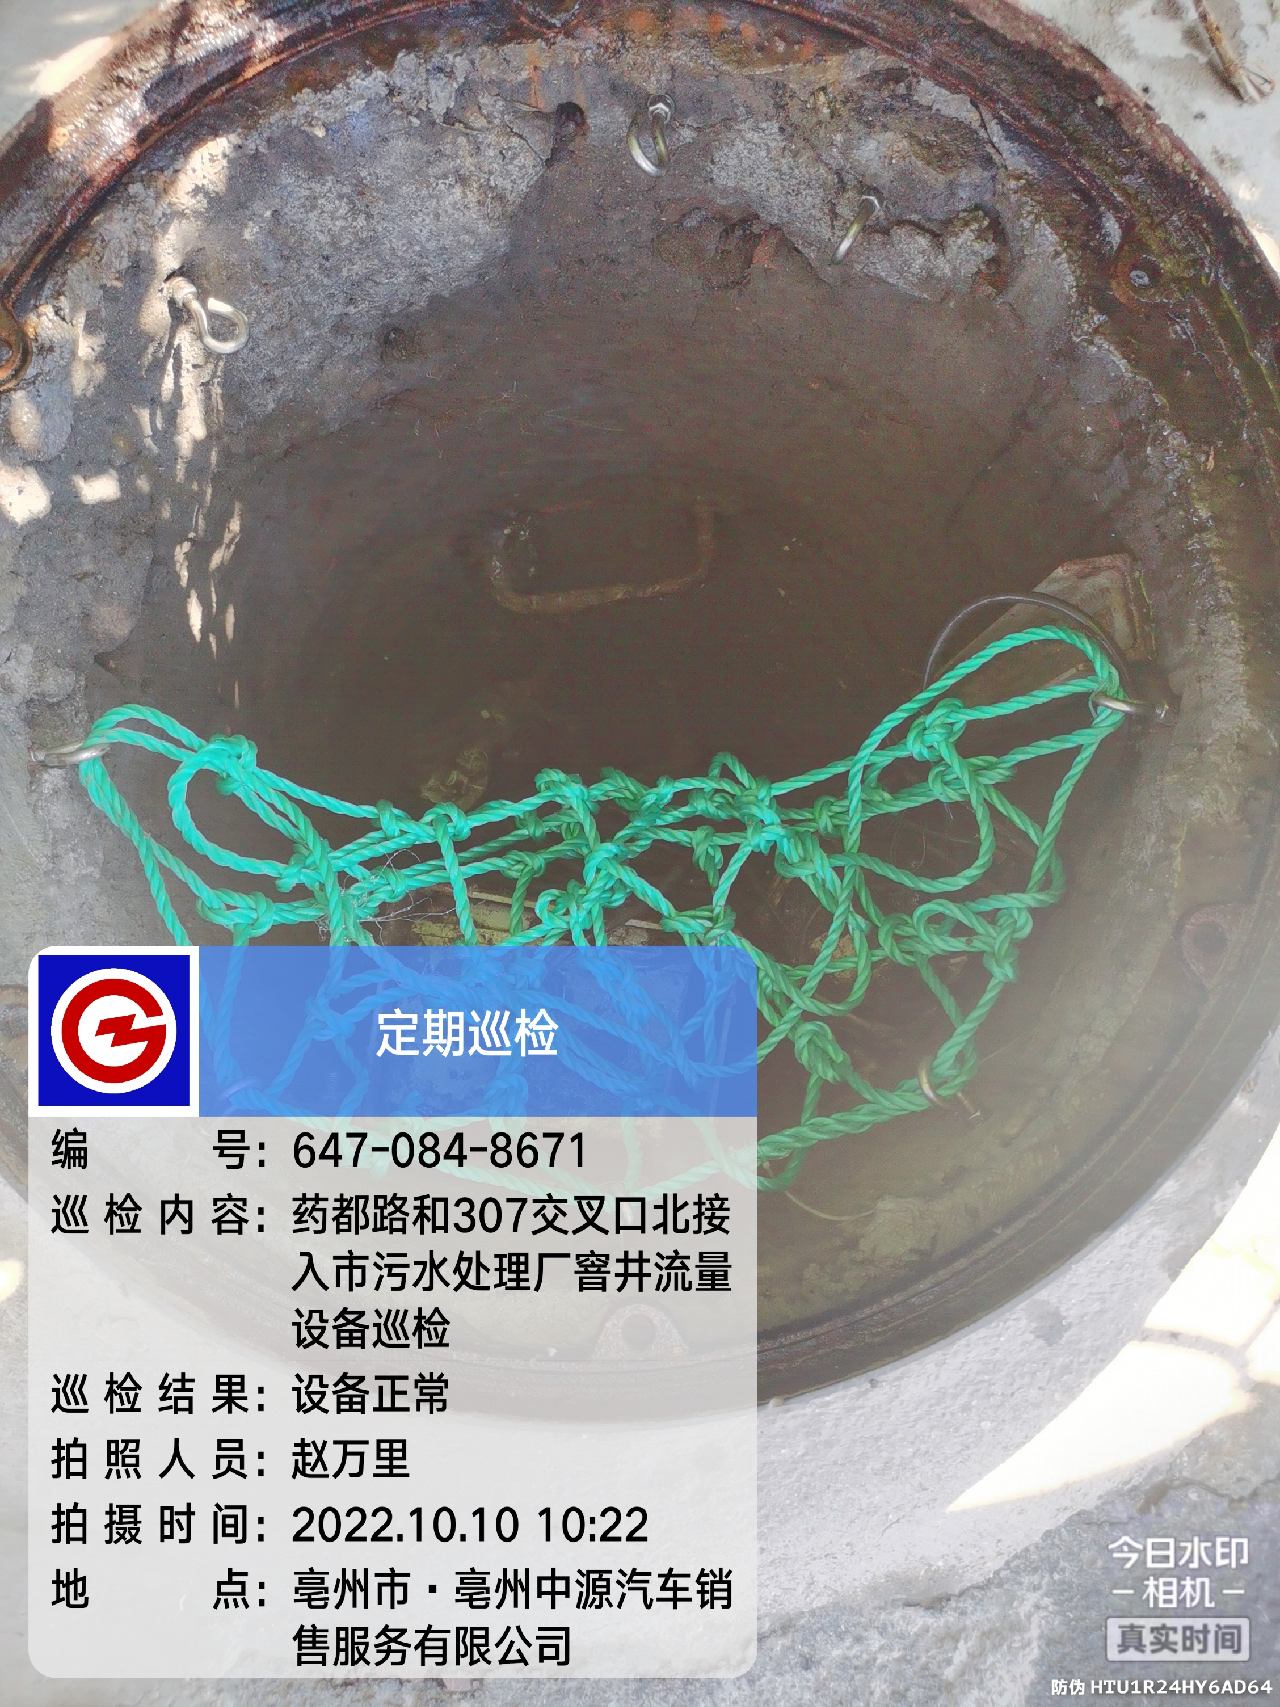 定期巡检
编号：647-084-8671
巡检内容：药都路和307交叉口北接
入市污水处理厂窨井流量
设备巡检
巡检结果：设备正常
拍照人员：赵万里
拍摄时间：2022.10.10 10:22
地点：亳州市·亳州中源汽车销
售服务有限公司
今日水印
相机
真实时间
防伪 HTU1R24HY6AD64